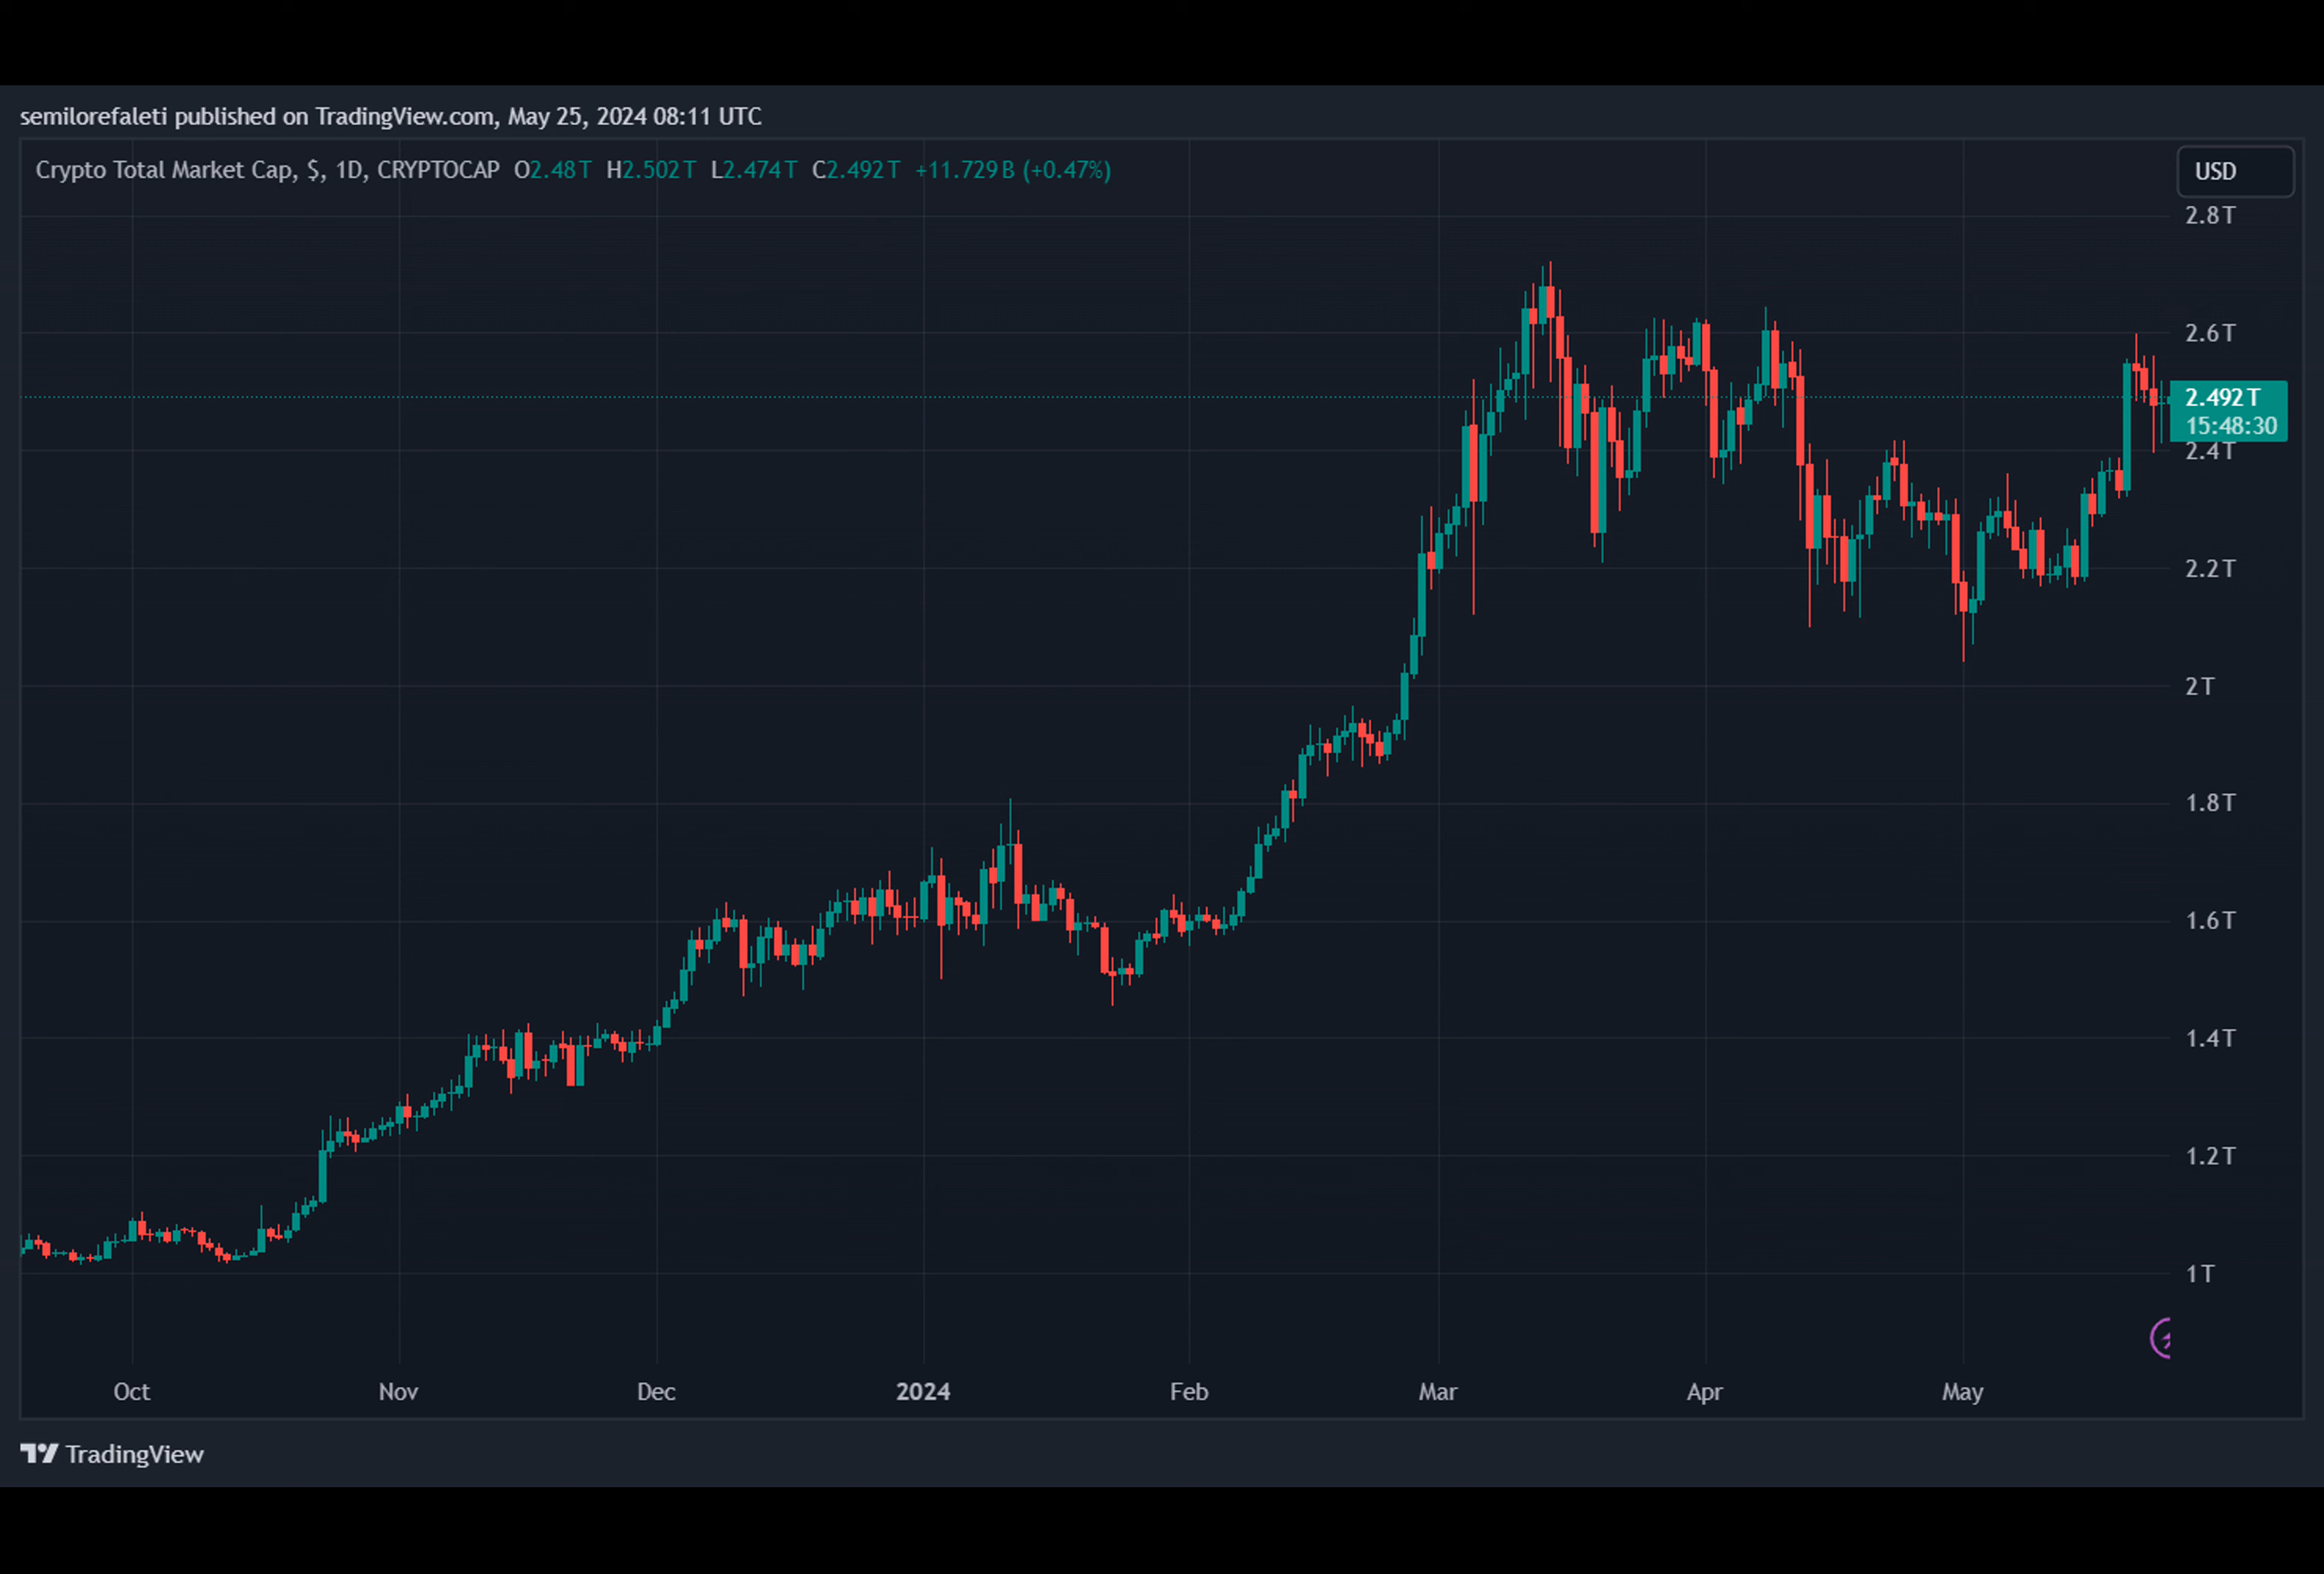 semilorefaleti published on TradingView.com, May 25, 2024 08:11 UTC
Crypto Total Market Cap, $, 1D, CRYPTOCAP O2.48T H2.502T L2.474T C2.492T +11.729B (+0.47%)
USD
2.8T
2.6T
2.492T
15:48:30
2.4T
2.2T
2T
1.8T
1.6T
1.4T
1.2T
1T
Oct Nov Dec 2024 Feb Mar Apr May
TradingView